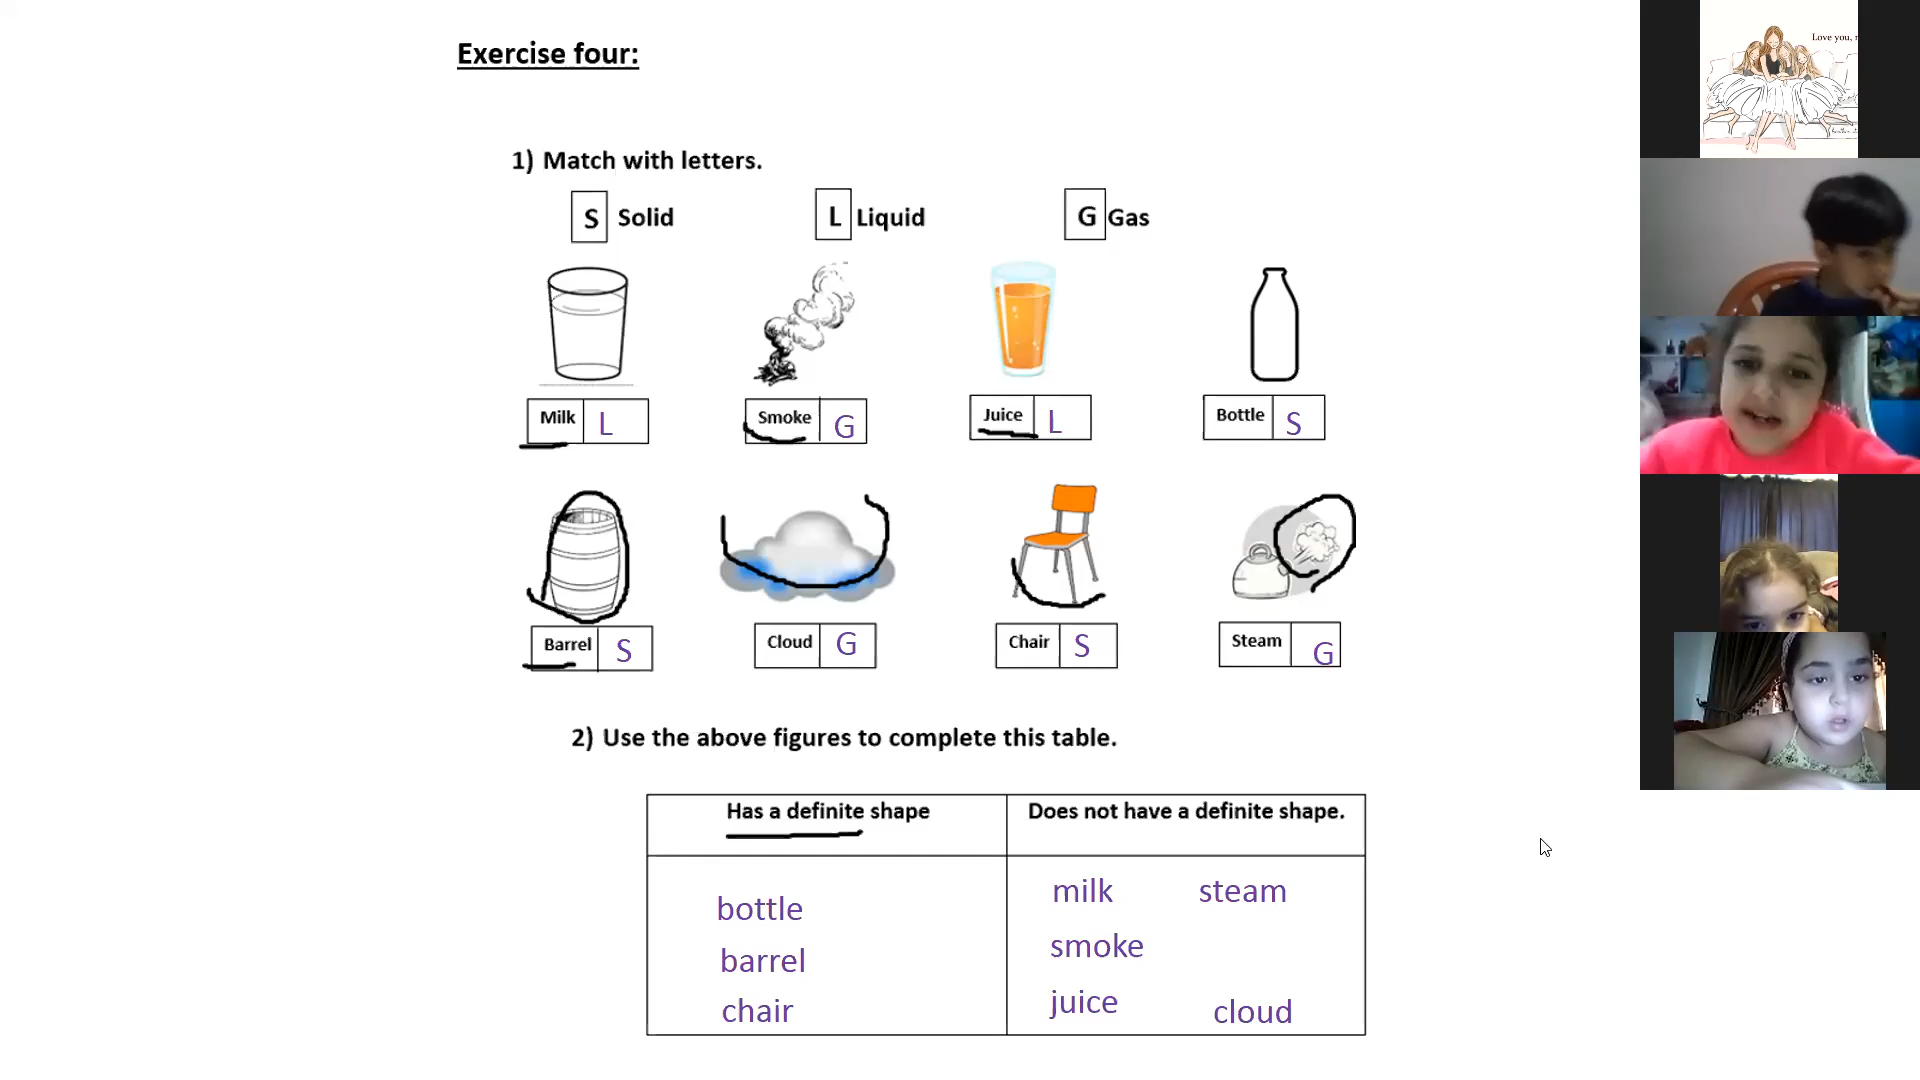 Exercise four:
1) Match with letters.
S Solid L Liquid G Gas
Milk L Smoke G Juice L Bottle S
Barrel S Cloud G Chair S Steam G
2) Use the above figures to complete this table.
Has a definite shape Does not have a definite shape.
bottle milk steam
barrel smoke
chair juice cloud
Love you,